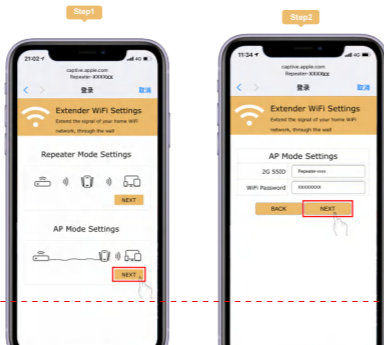 Step1
21:02
4G
captive.apple.com
Repeater-XXXXXX
登录
取消
Extender WiFi Settings
Extend the signal of your home WiFi
network, through the wall
Repeater Mode Settings
NEXT
AP Mode Settings
NEXT
Step2
11:34
4G
captive.apple.com
Repeater-XXXXXX
登录
取消
Extender WiFi Settings
Extend the signal of your home WiFi
network, through the wall
AP Mode Settings
2G SSID Repeater-xxxx
WiFi Password XXXXXXXX
BACK NEXT